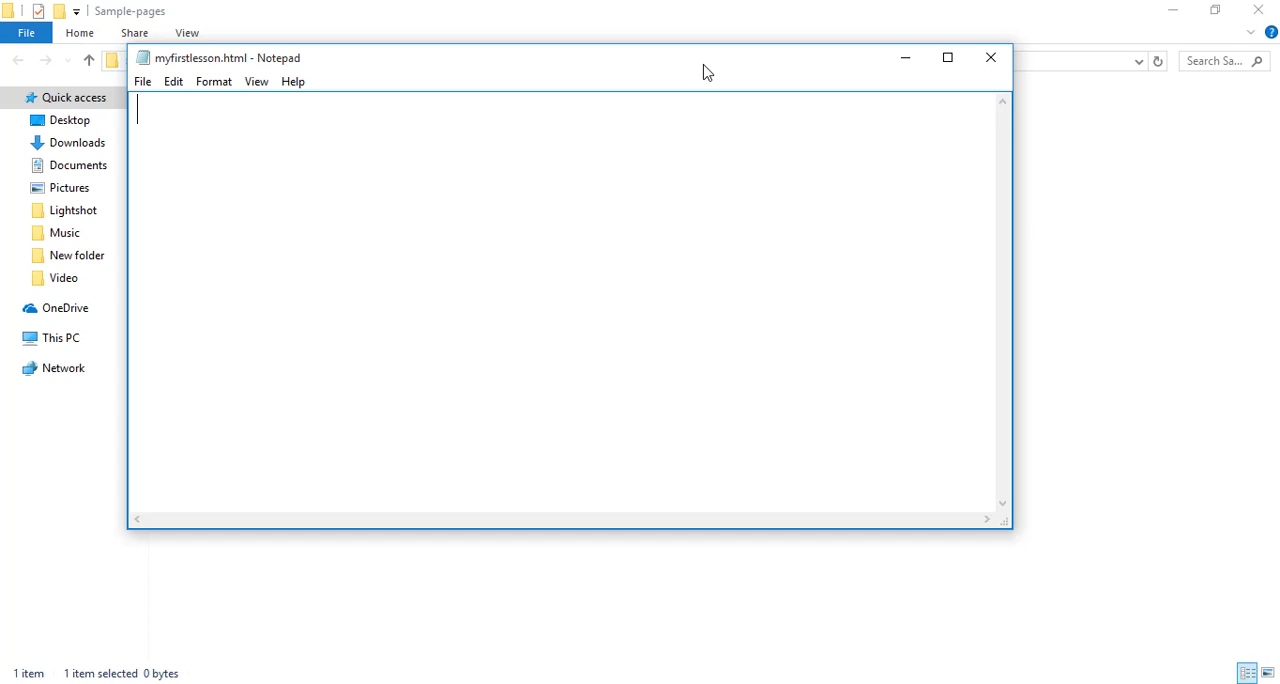 Sample-pages
File Home Share View
myfirstlesson.html - Notepad
Search Sa...
File Edit Format View Help
Quick access
Desktop
Downloads
Documents
Pictures
Lightshot
Music
New folder
Video
OneDrive
This PC
Network
1 item 1 item selected 0 bytes